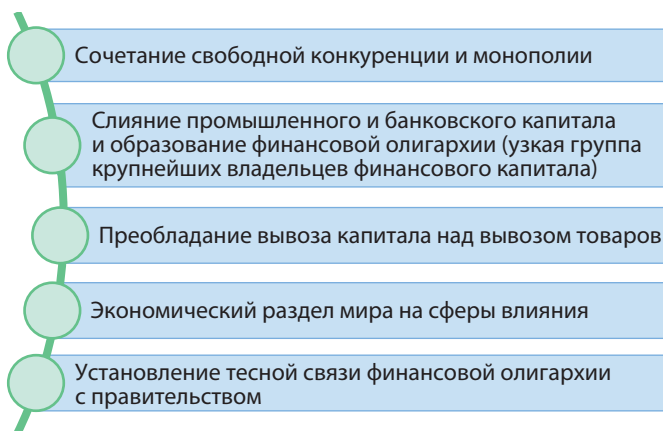 Сочетание свободной конкуренции и монополии
Слияние промышленного и банковского капитала
и образование финансовой олигархии (узкая группа
крупнейших владельцев финансового капитала)
Преобладание вывоза капитала над вывозом товаров
Экономический раздел мира на сферы влияния
Установление тесной связи финансовой олигархии
с правительством